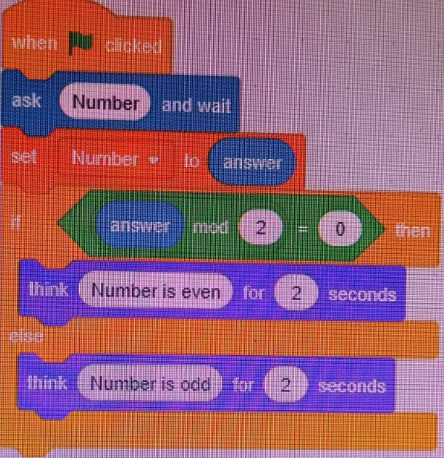 when clicked
ask Number and wait
set Number to answer
if answer mod 2 = 0 then
think Number is even for 2 seconds
else
think Number is odd for 2 seconds